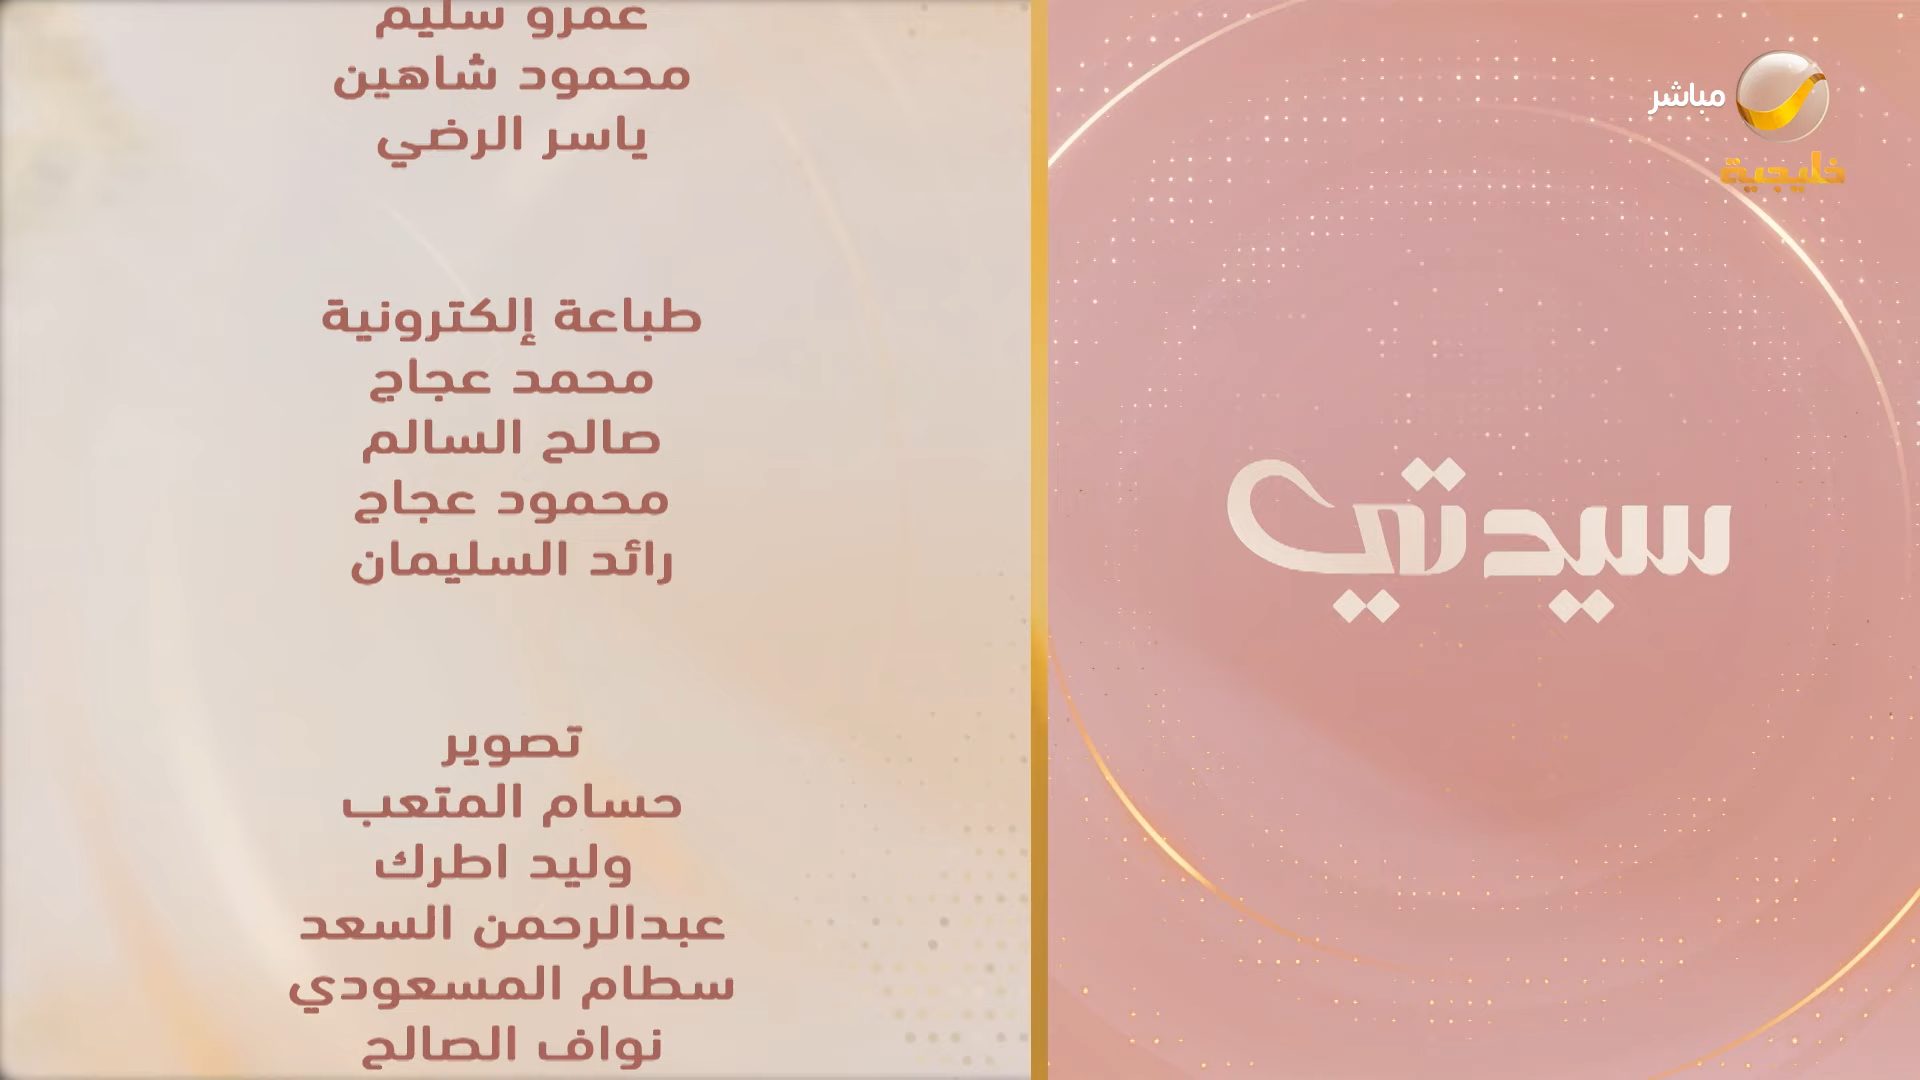 عمرو سليم
محمود شاهين
ياسر الرضي
طباعة إلكترونية
محمد عجاج
صالح السالم
محمود عجاج
رائد السليمان
تصوير
حسام المتعب
وليد اطرك
عبدالرحمن السعد
سطام المسعودي
نواف الصالح
مباشر
خليجية
سيدتي